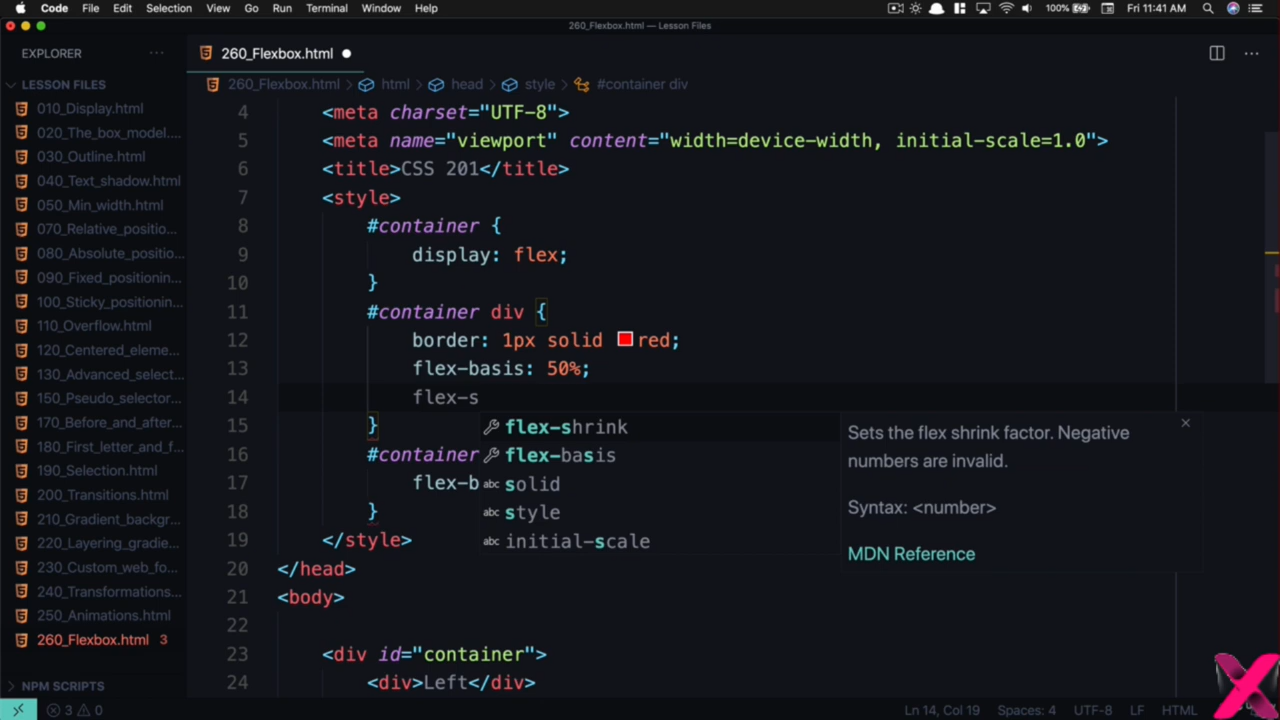 Code File Edit Selection View Go Run Terminal Window Help 100% Fri 11:41 AM
260_Flexbox.html — Lesson Files
EXPLORER ···
260_Flexbox.html
LESSON FILES
010_Display.html
020_The_box_model....
030_Outline.html
040_Text_shadow.html
050_Min_width.html
070_Relative_positio...
080_Absolute_positio...
090_Fixed_positionin...
100_Sticky_positionin...
110_Overflow.html
120_Centered_eleme...
130_Advanced_select...
150_Pseudo_selector...
170_Before_and_after...
180_First_letter_and_f...
190_Selection.html
200_Transitions.html
210_Gradient_backgr...
220_Layering_gradie...
230_Custom_web_fo...
240_Transformations...
250_Animations.html
260_Flexbox.html 3
NPM SCRIPTS
260_Flexbox.html > html > head > style > #container div
4 <meta charset="UTF-8">
5 <meta name="viewport" content="width=device-width, initial-scale=1.0">
6 <title>CSS 201</title>
7 <style>
8 #container {
9 display: flex;
10 }
11 #container div {
12 border: 1px solid red;
13 flex-basis: 50%;
14 flex-s
15 }
16 #container
17 flex-b
18 }
19 </style>
20 </head>
21 <body>
22
23 <div id="container">
24 <div>Left</div>
flex-shrink
flex-basis
abc solid
abc style
abc initial-scale
Sets the flex shrink factor. Negative
numbers are invalid.
Syntax: <number>
MDN Reference
3 0 Ln 14, Col 19 Spaces: 4 UTF-8 LF HTML
X